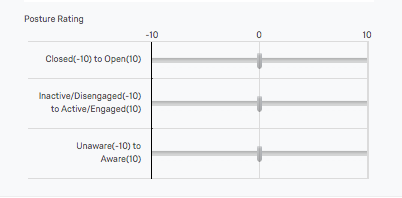 Posture Rating
-10 0 10
Closed(-10) to Open(10)
Inactive/Disengaged(-10)
to Active/Engaged(10)
Unaware(-10) to
Aware(10)